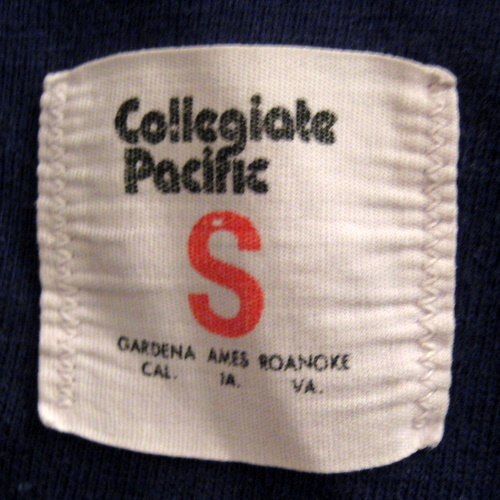 Collegiate
Pacific
S
GARDENA AMES ROANOKE
CAL. IA. VA.